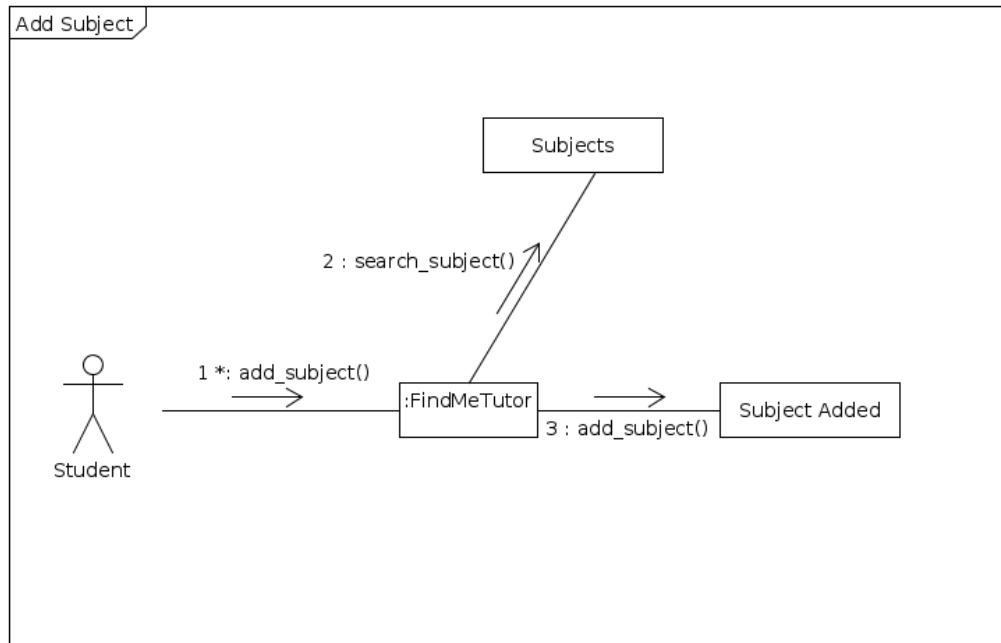 Add Subject
Subjects
2 : search_subject()
1 *: add_subject()
:FindMeTutor
Subject Added
3 : add_subject()
Student